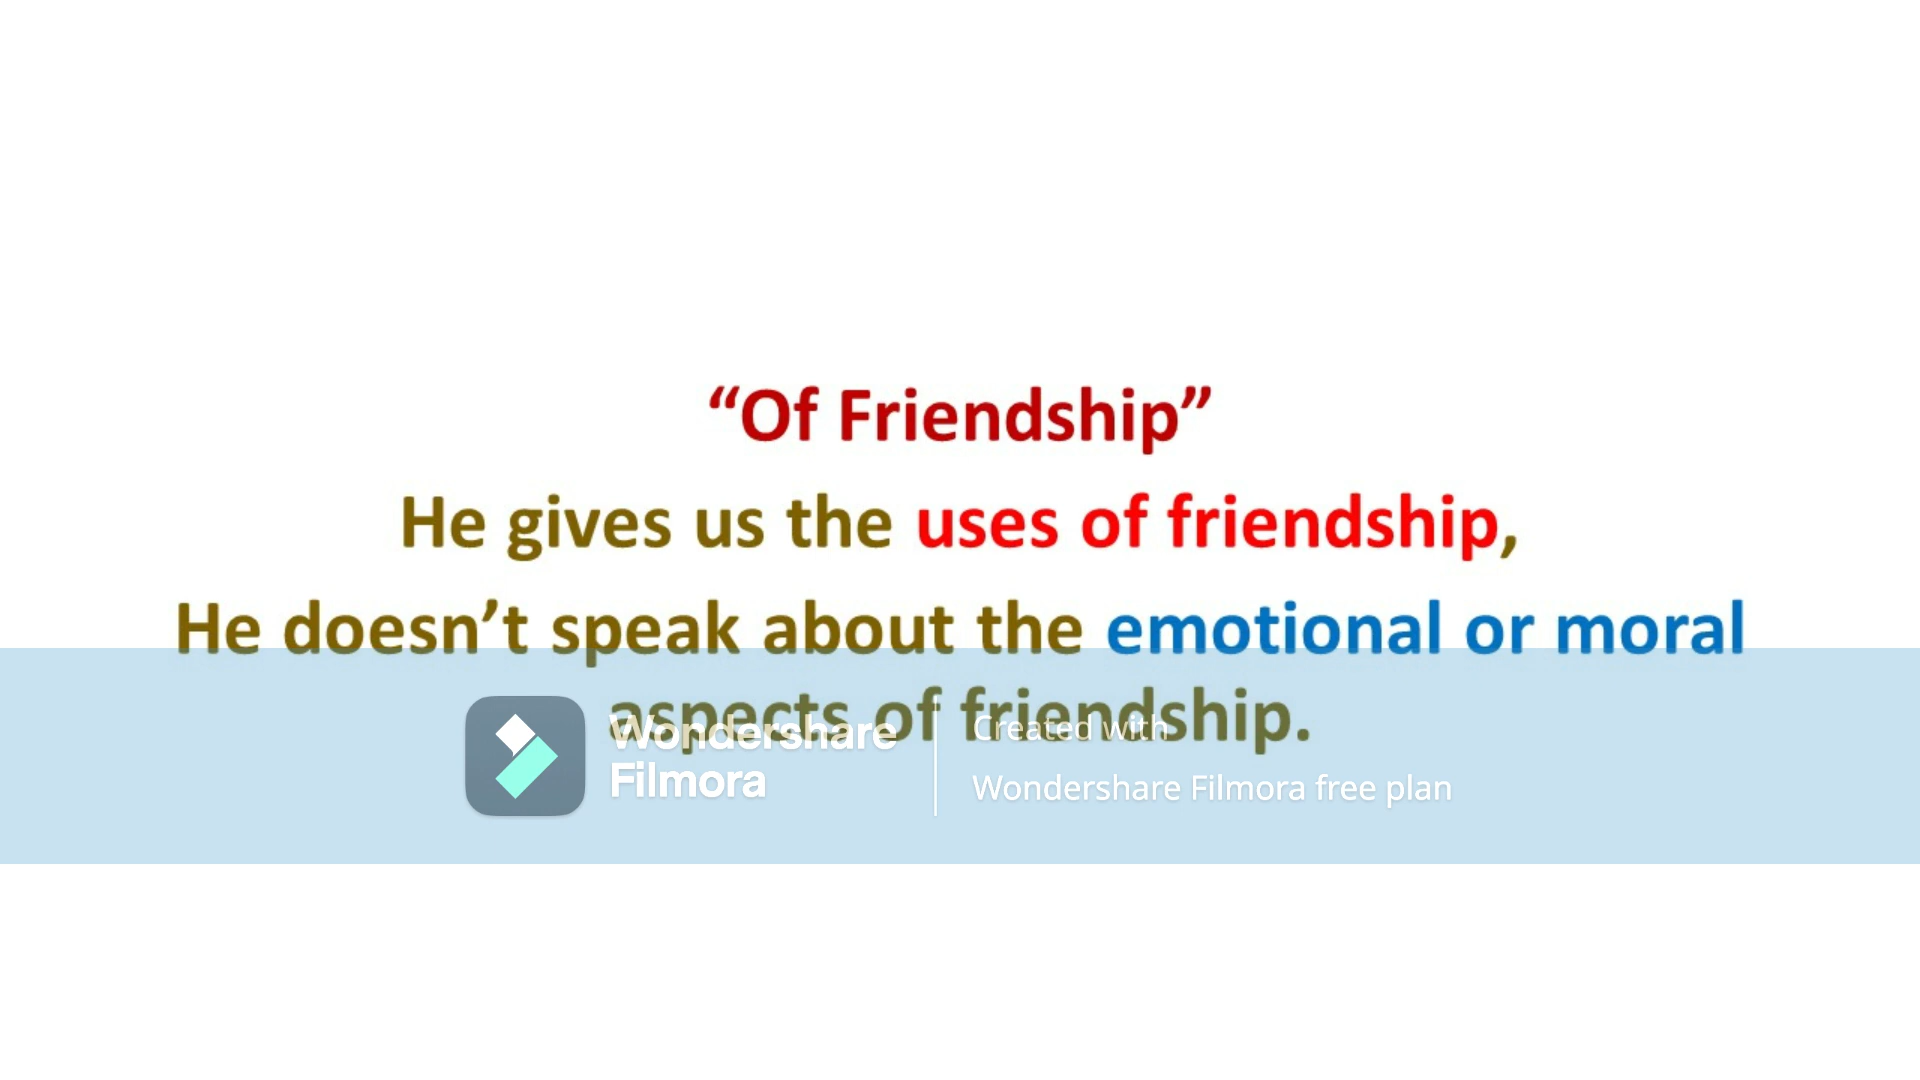 “Of Friendship”
He gives us the uses of friendship,
He doesn’t speak about the emotional or moral
aspects of friendship.
Wondershare
Filmora
Created with
Wondershare Filmora free plan